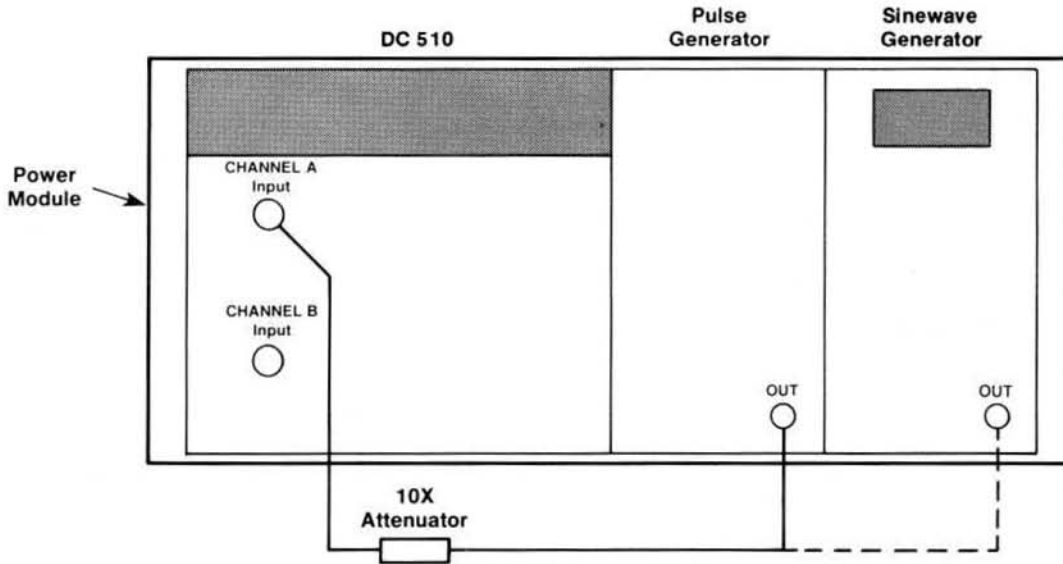 DC 510
Pulse
Generator
Sinewave
Generator
Power
Module
CHANNEL A
Input
CHANNEL B
Input
OUT
OUT
10X
Attenuator